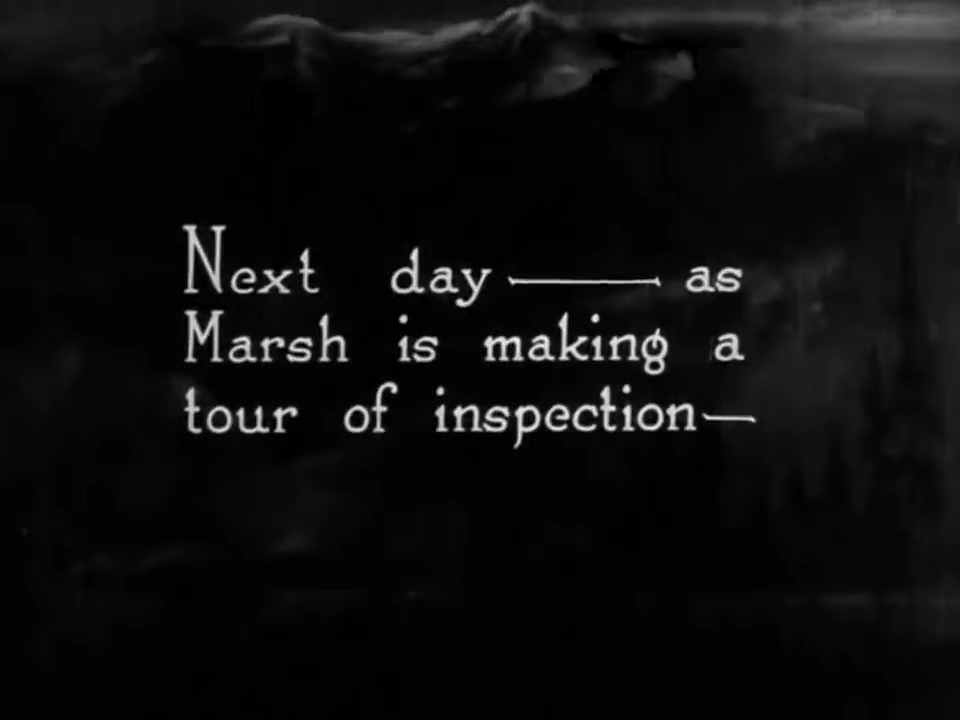 Next day — as
Marsh is making a
tour of inspection—